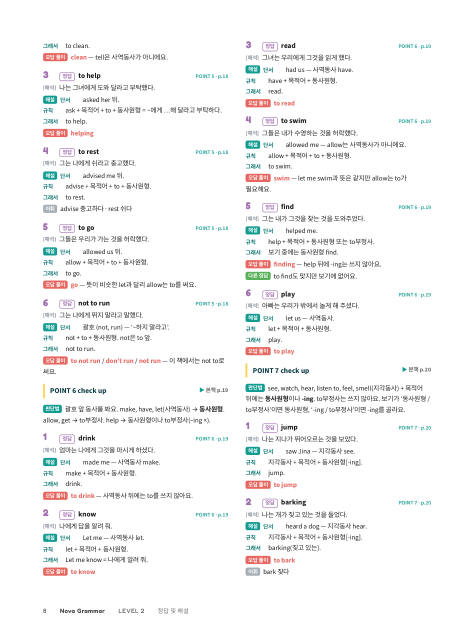 그래서 to clean.
오답 풀이 clean — tell은 사역동사가 아니에요.
3 정답 to help POINT 5 · p.18
[해석] 나는 그녀에게 도와 달라고 부탁했다.
해설 단서 asked her 뒤.
규칙 ask + 목적어 + to + 동사원형 = ~에게 …해 달라고 부탁하다.
그래서 to help.
오답 풀이 helping
4 정답 to rest POINT 5 · p.18
[해석] 그는 나에게 쉬라고 충고했다.
해설 단서 advised me 뒤.
규칙 advise + 목적어 + to + 동사원형.
그래서 to rest.
어휘 advise 충고하다 · rest 쉬다
5 정답 to go POINT 5 · p.18
[해석] 그들은 우리가 가는 것을 허락했다.
해설 단서 allowed us 뒤.
규칙 allow + 목적어 + to + 동사원형.
그래서 to go.
오답 풀이 go — 뜻이 비슷한 let과 달리 allow는 to를 써요.
6 정답 not to run POINT 5 · p.18
[해석] 그는 나에게 뛰지 말라고 말했다.
해설 단서 괄호 (not, run) — '~하지 말라고'.
규칙 not + to + 동사원형. not은 to 앞.
그래서 not to run.
오답 풀이 to not run / don't run / not run — 이 책에서는 not to로
써요.
POINT 6 check up ▶ 본책 p.19
판단법 괄호 앞 동사를 봐요. make, have, let(사역동사) → 동사원형.
allow, get → to부정사. help → 동사원형이나 to부정사(-ing ×).
1 정답 drink POINT 6 · p.19
[해석] 엄마는 나에게 그것을 마시게 하셨다.
해설 단서 made me — 사역동사 make.
규칙 make + 목적어 + 동사원형.
그래서 drink.
오답 풀이 to drink — 사역동사 뒤에는 to를 쓰지 않아요.
2 정답 know POINT 6 · p.19
[해석] 나에게 답을 알려 줘.
해설 단서 Let me — 사역동사 let.
규칙 let + 목적어 + 동사원형.
그래서 Let me know = 나에게 알려 줘.
오답 풀이 to know
3 정답 read POINT 6 · p.19
[해석] 그녀는 우리에게 그것을 읽게 했다.
해설 단서 had us — 사역동사 have.
규칙 have + 목적어 + 동사원형.
그래서 read.
오답 풀이 to read
4 정답 to swim POINT 6 · p.19
[해석] 그들은 내가 수영하는 것을 허락했다.
해설 단서 allowed me — allow는 사역동사가 아니에요.
규칙 allow + 목적어 + to + 동사원형.
그래서 to swim.
오답 풀이 swim — let me swim과 뜻은 같지만 allow는 to가
필요해요.
5 정답 find POINT 6 · p.19
[해석] 그는 내가 그것을 찾는 것을 도와주었다.
해설 단서 helped me.
규칙 help + 목적어 + 동사원형 또는 to부정사.
그래서 보기 중에는 동사원형 find.
오답 풀이 finding — help 뒤에 -ing는 쓰지 않아요.
다른 정답 to find도 맞지만 보기에 없어요.
6 정답 play POINT 6 · p.19
[해석] 아빠는 우리가 밖에서 놀게 해 주셨다.
해설 단서 let us — 사역동사 let.
규칙 let + 목적어 + 동사원형.
그래서 play.
오답 풀이 to play
POINT 7 check up ▶ 본책 p.20
판단법 see, watch, hear, listen to, feel, smell(지각동사) + 목적어
뒤에는 동사원형이나 -ing. to부정사는 쓰지 않아요. 보기가 '동사원형 /
to부정사'이면 동사원형, '-ing / to부정사'이면 -ing를 골라요.
1 정답 jump POINT 7 · p.20
[해석] 나는 지나가 뛰어오르는 것을 보았다.
해설 단서 saw Jina — 지각동사 see.
규칙 지각동사 + 목적어 + 동사원형[-ing].
그래서 jump.
오답 풀이 to jump
2 정답 barking POINT 7 · p.20
[해석] 나는 개가 짖고 있는 것을 들었다.
해설 단서 heard a dog — 지각동사 hear.
규칙 지각동사 + 목적어 + 동사원형[-ing].
그래서 barking(짖고 있는).
오답 풀이 to bark
어휘 bark 짖다
8 Nova Grammar LEVEL 2 정답 및 해설